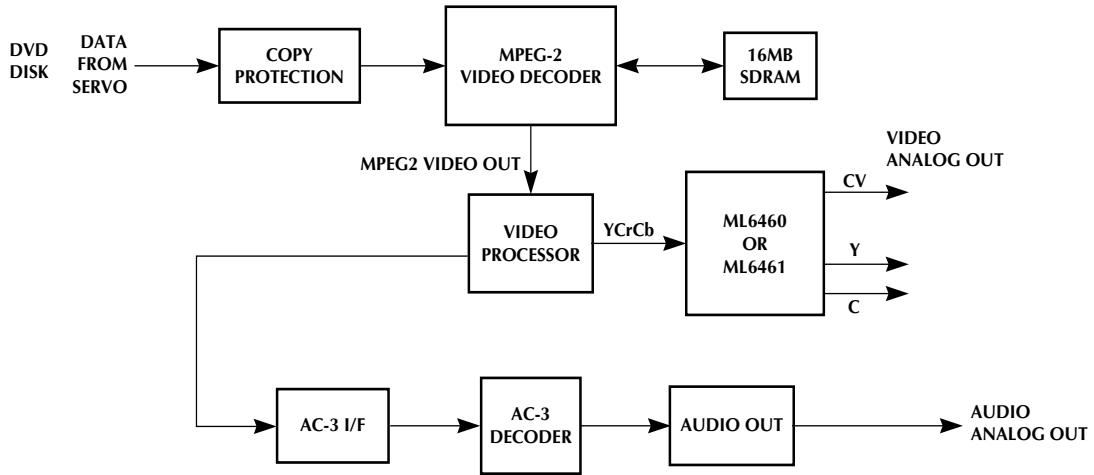 DVD
DISK
DATA
FROM
SERVO
COPY
PROTECTION
MPEG-2
VIDEO DECODER
16MB
SDRAM
MPEG2 VIDEO OUT
VIDEO
ANALOG OUT
VIDEO
PROCESSOR
YCrCb
ML6460
OR
ML6461
CV
Y
C
AC-3 I/F
AC-3
DECODER
AUDIO OUT
AUDIO
ANALOG OUT